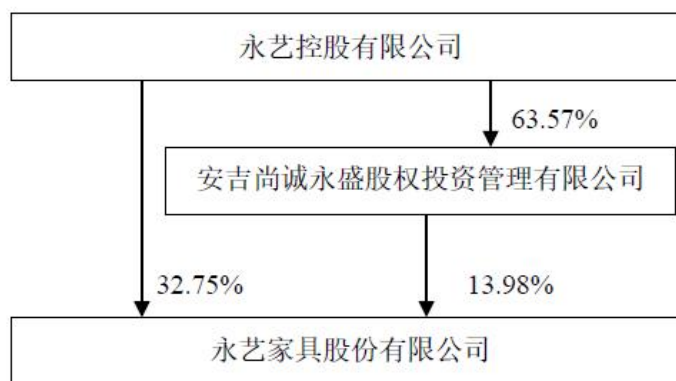 永艺控股有限公司
63.57%
安吉尚诚永盛股权投资管理有限公司
32.75%
13.98%
永艺家具股份有限公司